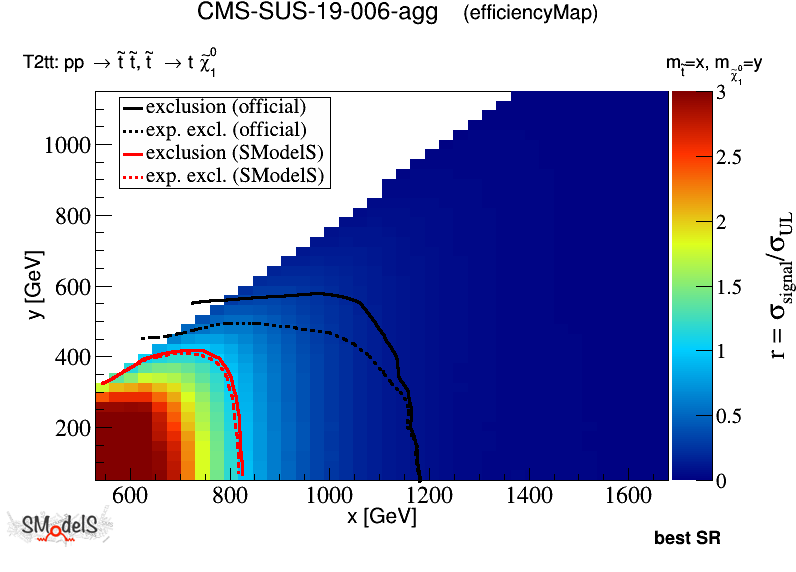 CMS-SUS-19-006-agg (efficiencyMap)
T2tt: pp → t̃ t̃, t̃ → t χ̃₁⁰
m_t̃=x, m_χ̃₁⁰=y
exclusion (official)
exp. excl. (official)
exclusion (SModelS)
exp. excl. (SModelS)
1000
800
600
400
200
y [GeV]
600 800 1000 1200 1400 1600
x [GeV]
3
2.5
2
1.5
1
0.5
0
r = σ_signal/σ_UL
SModelS
best SR